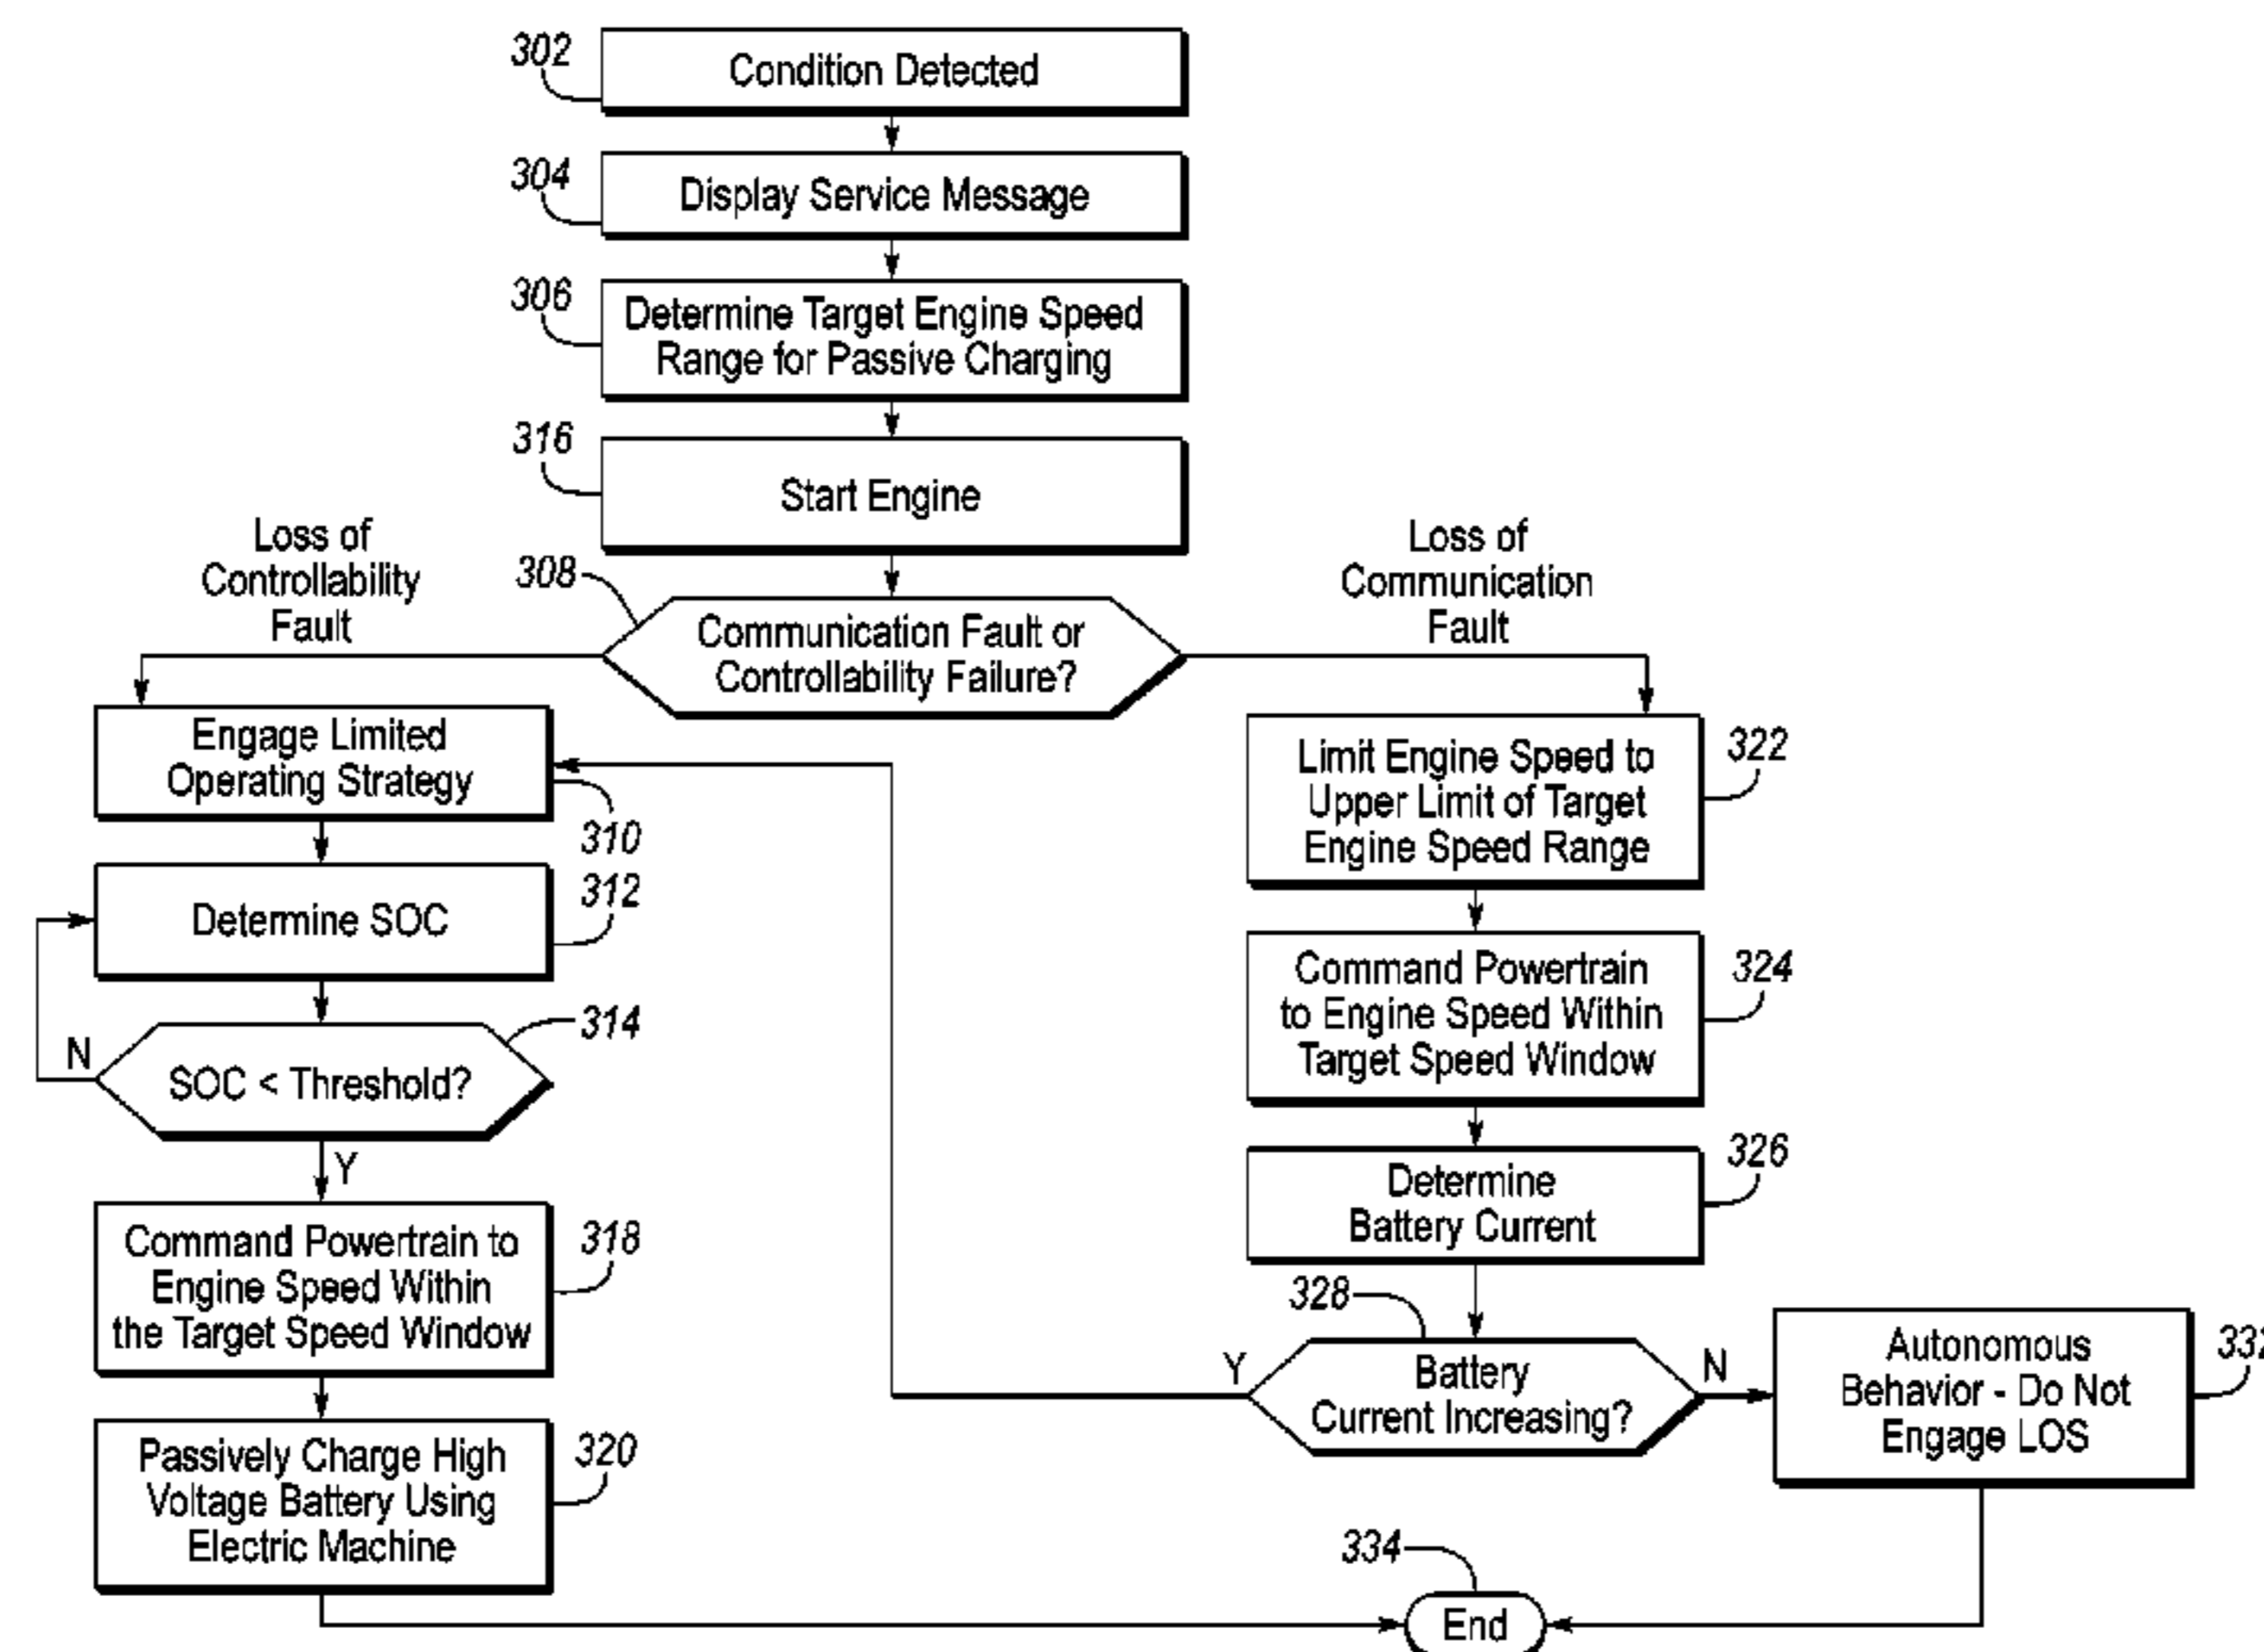 302
Condition Detected
304
Display Service Message
306
Determine Target Engine Speed
Range for Passive Charging
316
Start Engine
Loss of
Controllability
Fault
308
Communication Fault or
Controllability Failure?
Loss of
Communication
Fault
Engage Limited
Operating Strategy
310
Determine SOC
312
314
N
SOC < Threshold?
Y
Command Powertrain to
Engine Speed Within
the Target Speed Window
318
Passively Charge High
Voltage Battery Using
Electric Machine
320
Limit Engine Speed to
Upper Limit of Target
Engine Speed Range
322
Command Powertrain
to Engine Speed Within
Target Speed Window
324
Determine
Battery Current
326
328
Y
Battery
Current Increasing?
N
Autonomous
Behavior - Do Not
Engage LOS
332
334
End